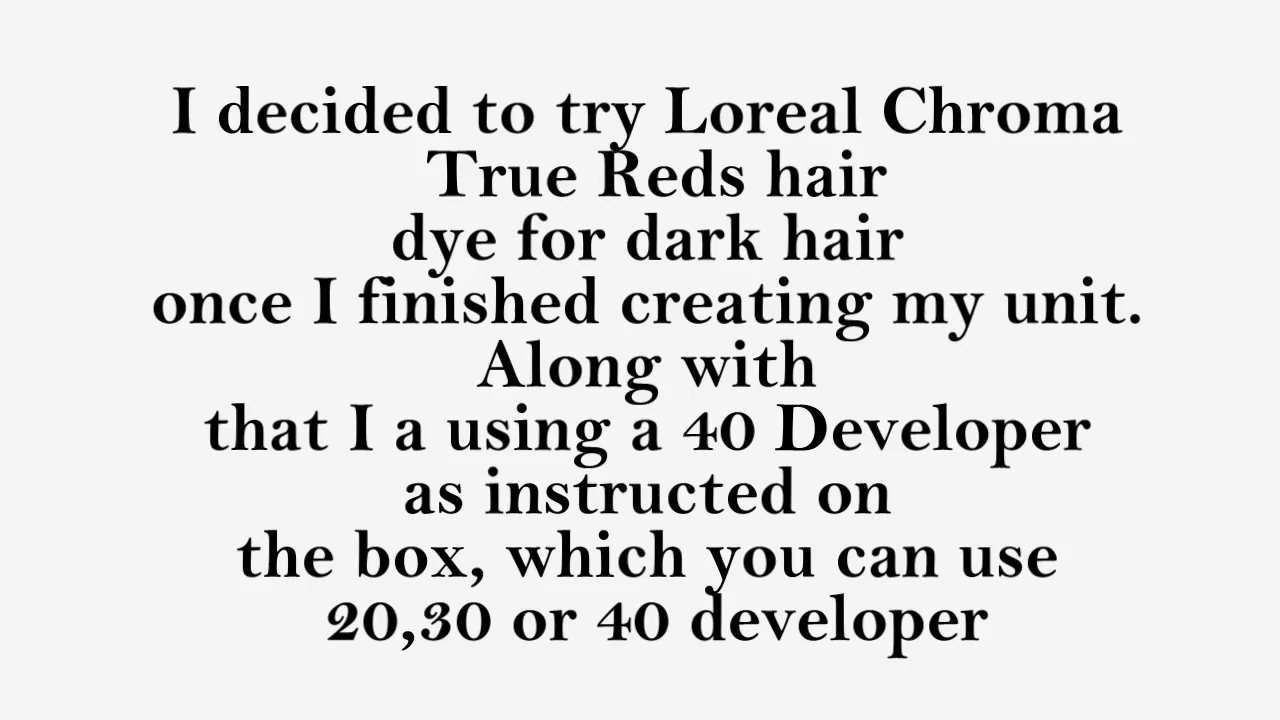 I decided to try Loreal Chroma
True Reds hair
dye for dark hair
once I finished creating my unit.
Along with
that I a using a 40 Developer
as instructed on
the box, which you can use
20,30 or 40 developer